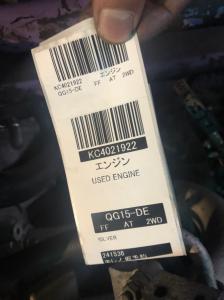 KC4021922 エンジン
QG15-DE FF AT 2WD
KC4021922
エンジン
USED ENGINE
QG15-DE
FF AT 2WD
SILVER
241536